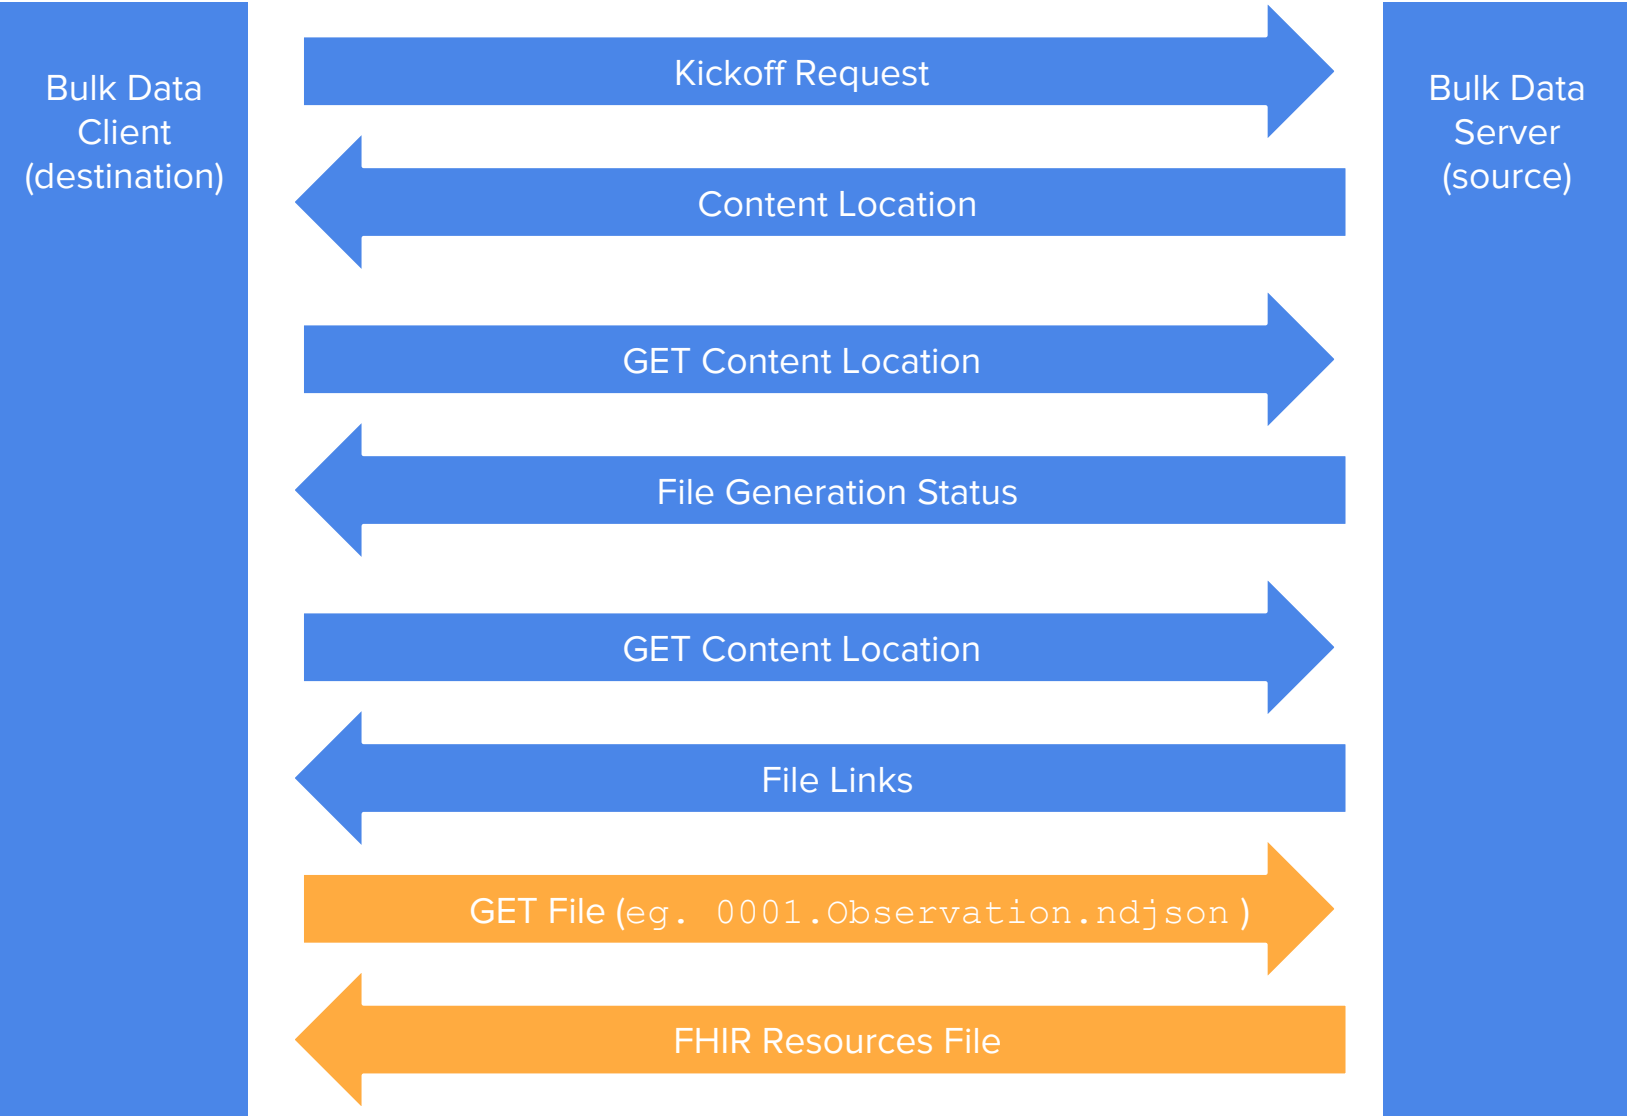 Bulk Data
Client
(destination)
Kickoff Request
Content Location
GET Content Location
File Generation Status
GET Content Location
File Links
GET File (eg. 0001.Observation.ndjson)
FHIR Resources File
Bulk Data
Server
(source)